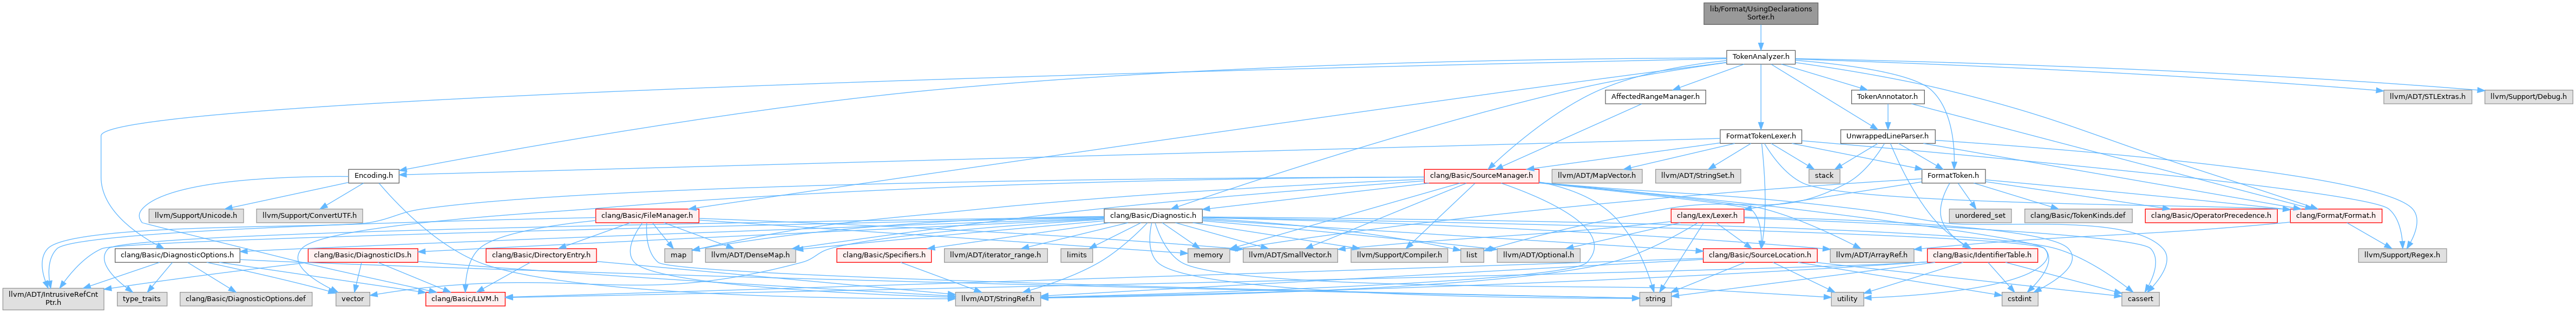 lib/Format/UsingDeclarations
Sorter.h
TokenAnalyzer.h
AffectedRangeManager.h
TokenAnnotator.h
llvm/ADT/STLExtras.h
llvm/Support/Debug.h
FormatTokenLexer.h
UnwrappedLineParser.h
Encoding.h
clang/Basic/SourceManager.h
llvm/ADT/MapVector.h
llvm/ADT/StringSet.h
stack
FormatToken.h
llvm/Support/Unicode.h
llvm/Support/ConvertUTF.h
clang/Basic/FileManager.h
clang/Basic/Diagnostic.h
clang/Lex/Lexer.h
unordered_set
clang/Basic/TokenKinds.def
clang/Basic/OperatorPrecedence.h
clang/Format/Format.h
clang/Basic/DiagnosticOptions.h
clang/Basic/DiagnosticIDs.h
clang/Basic/DirectoryEntry.h
map
llvm/ADT/DenseMap.h
clang/Basic/Specifiers.h
llvm/ADT/iterator_range.h
limits
memory
llvm/ADT/SmallVector.h
llvm/Support/Compiler.h
list
llvm/ADT/Optional.h
clang/Basic/SourceLocation.h
llvm/ADT/ArrayRef.h
clang/Basic/IdentifierTable.h
llvm/Support/Regex.h
llvm/ADT/IntrusiveRefCnt
Ptr.h
type_traits
clang/Basic/DiagnosticOptions.def
vector
clang/Basic/LLVM.h
llvm/ADT/StringRef.h
string
utility
cstdint
cassert